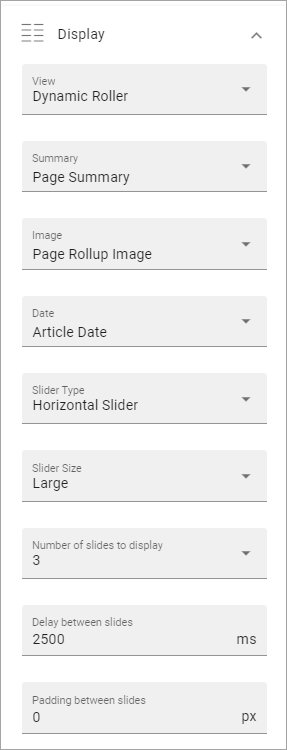 Display
View
Dynamic Roller
Summary
Page Summary
Image
Page Rollup Image
Date
Article Date
Slider Type
Horizontal Slider
Slider Size
Large
Number of slides to display
3
Delay between slides
2500 ms
Padding between slides
0 px